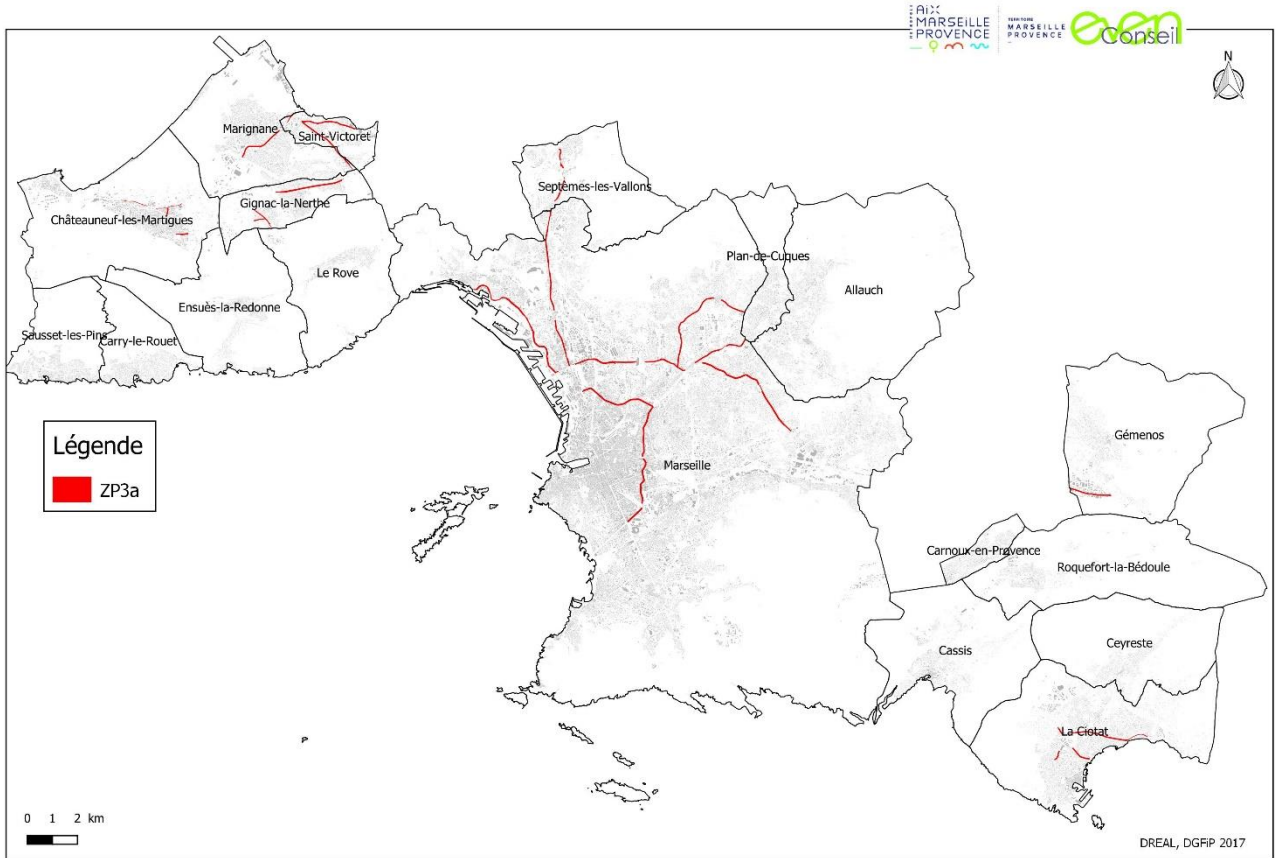 AIX
MARSEILLE
PROVENCE
TERRITOIRE
MARSEILLE
PROVENCE
even
Conseil
N
Marignane
Saint-Victoret
Septèmes-les-Vallons
Gignac-la-Nerthe
Châteauneuf-les-Martigues
Plan-de-Cuques
Le Rove
Allauch
Ensuès-la-Redonne
Sausset-les-Pins
Carry-le-Rouet
Légende
ZP3a
Gémenos
Marseille
Carnoux-en-Provence
Roquefort-la-Bédoule
Cassis
Ceyreste
La Ciotat
0 1 2 km
DREAL, DGFiP 2017